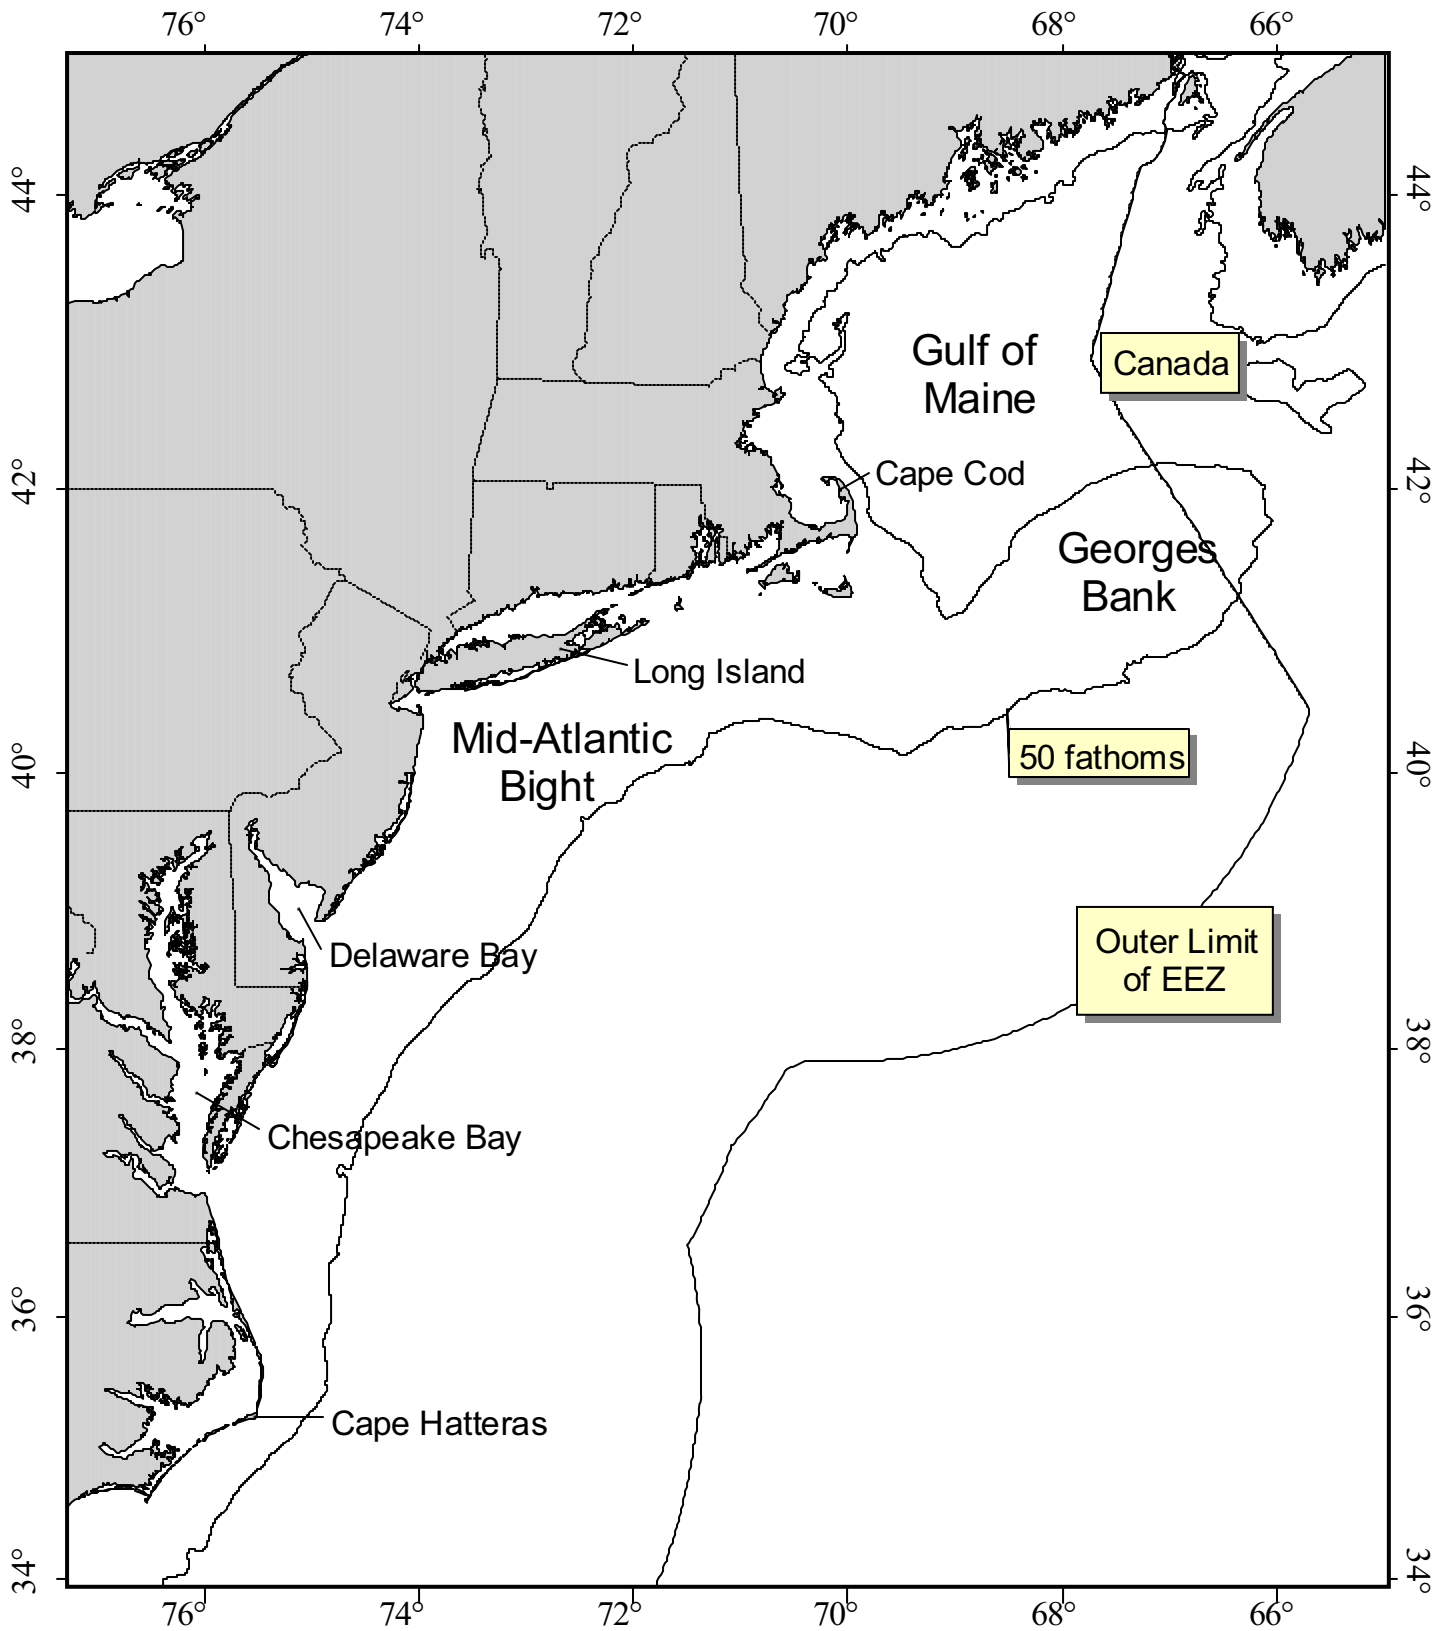 76° 74° 72° 70° 68° 66°
44° 44°
Gulf of
Maine
Canada
Cape Cod
42° 42°
Georges
Bank
Long Island
Mid-Atlantic
Bight
50 fathoms
40° 40°
Outer Limit
of EEZ
Delaware Bay
38° 38°
Chesapeake Bay
36° 36°
Cape Hatteras
34° 34°
76° 74° 72° 70° 68° 66°